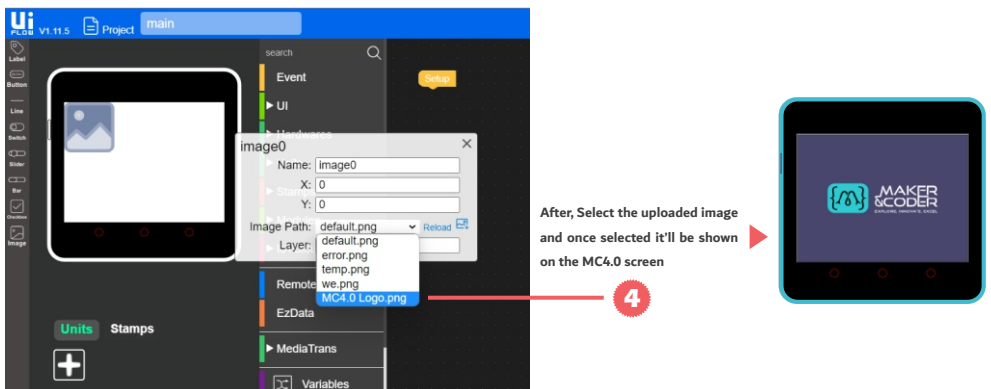 Ui
FLOW V1.11.5 Project main
Label
Button
Line
Switch
Slider
Bar
Checkbox
Image
search
Event
UI
Hardwares
Setup
image0
Name: image0
X: 0
Y: 0
Image Path: default.png Reload
Layer:
default.png
error.png
temp.png
we.png
MC4.0 Logo.png
Remote
EzData
MediaTrans
Variables
Units Stamps
After, Select the uploaded image
and once selected it'll be shown
on the MC4.0 screen
4
{m}
MAKER
&CODER
EXPLORE, INNOVATE, EXCEL